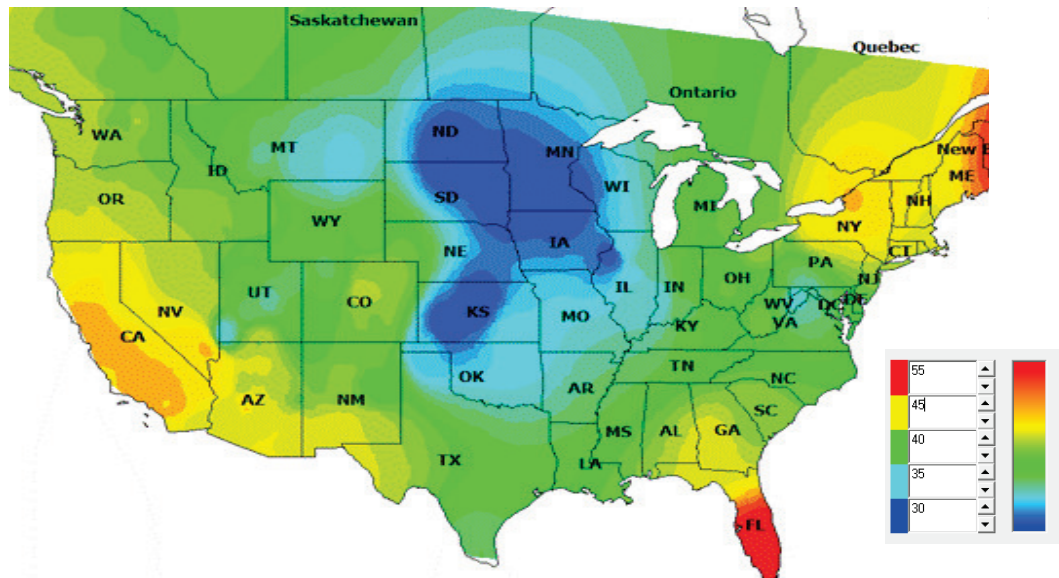 Saskatchewan
Quebec
Ontario
WA
MT
ND
MN
ID
OR
WY
SD
WI
MI
New
ME
NH
NY
CT
IA
NE
PA
NJ
NV
UT
CO
KS
IL
IN
OH
WV
DC
DE
CA
MO
KY
VA
AZ
NM
OK
AR
TN
NC
SC
TX
MS
AL
GA
LA
FL
55
45
40
35
30